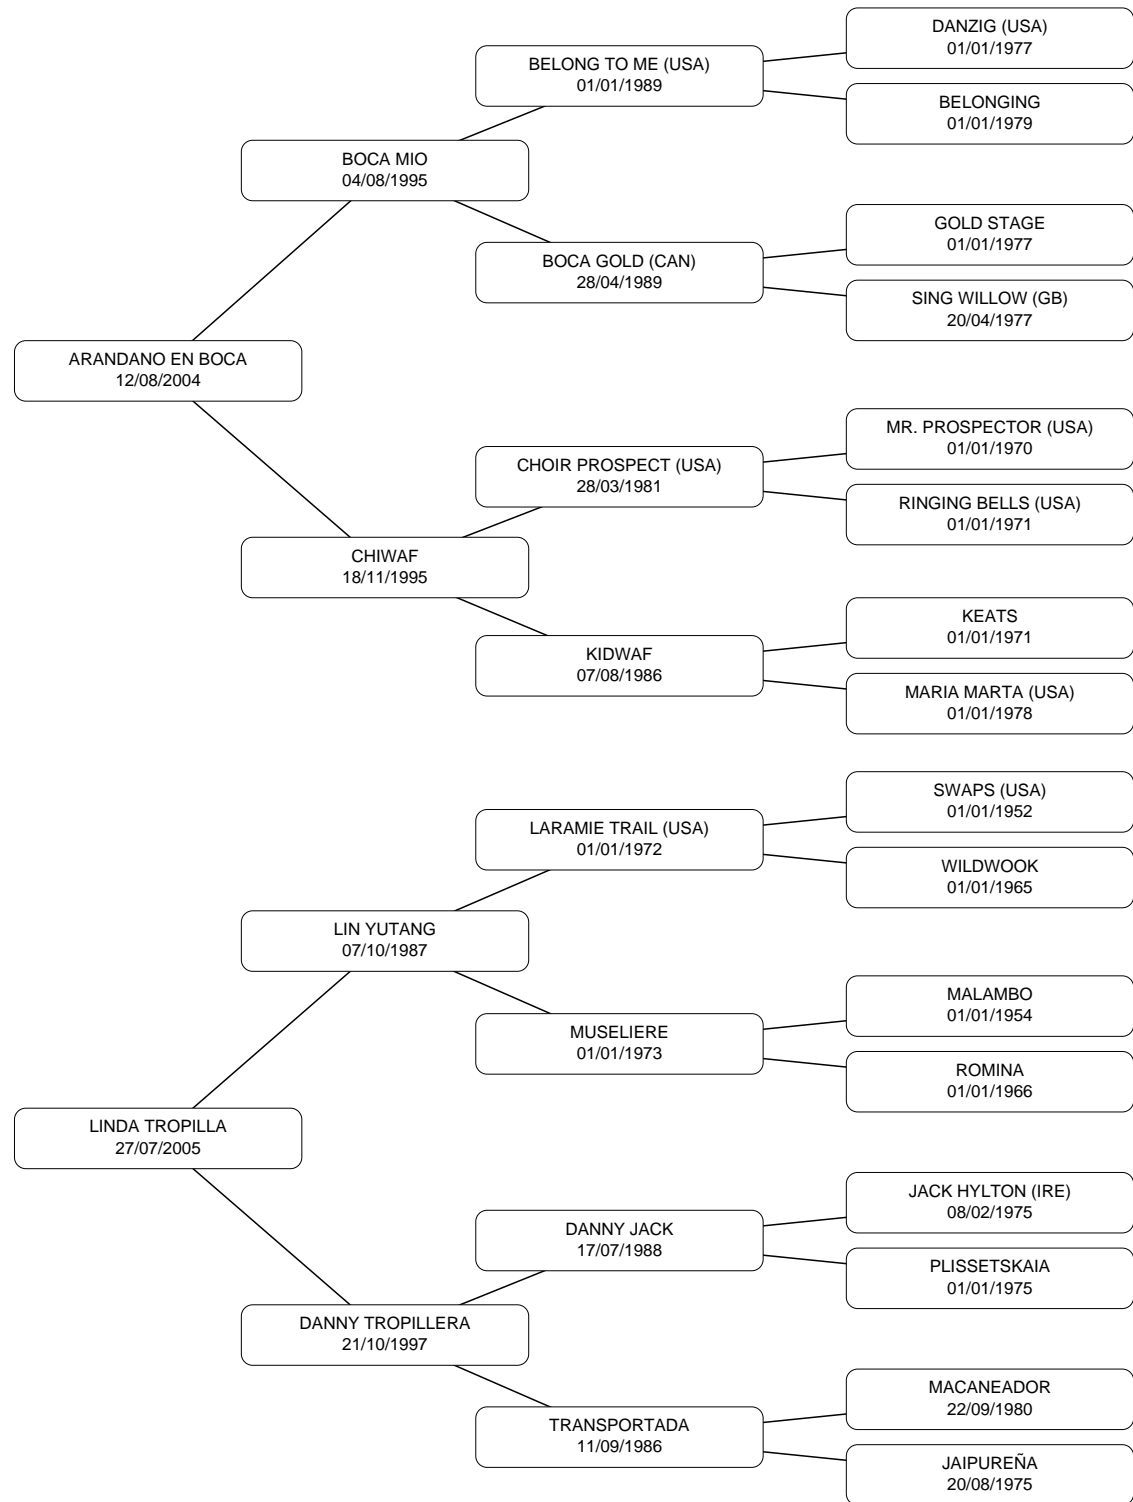 DANZIG (USA)
01/01/1977
BELONG TO ME (USA)
01/01/1989
BELONGING
01/01/1979
BOCA MIO
04/08/1995
GOLD STAGE
01/01/1977
BOCA GOLD (CAN)
28/04/1989
SING WILLOW (GB)
20/04/1977
ARANDANO EN BOCA
12/08/2004
MR. PROSPECTOR (USA)
01/01/1970
CHOIR PROSPECT (USA)
28/03/1981
RINGING BELLS (USA)
01/01/1971
CHIWAF
18/11/1995
KEATS
01/01/1971
KIDWAF
07/08/1986
MARIA MARTA (USA)
01/01/1978
SWAPS (USA)
01/01/1952
LARAMIE TRAIL (USA)
01/01/1972
WILDWOOK
01/01/1965
LIN YUTANG
07/10/1987
MALAMBO
01/01/1954
MUSELIERE
01/01/1973
ROMINA
01/01/1966
LINDA TROPILLA
27/07/2005
JACK HYLTON (IRE)
08/02/1975
DANNY JACK
17/07/1988
PLISSETSKAIA
01/01/1975
DANNY TROPILLERA
21/10/1997
MACANEADOR
22/09/1980
TRANSPORTADA
11/09/1986
JAIPUREÑA
20/08/1975